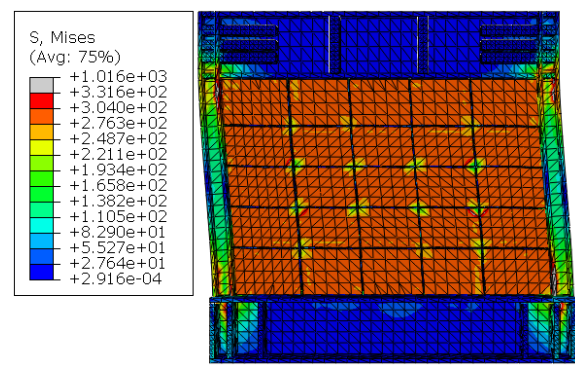 S, Mises
(Avg: 75%)
+1.016e+03
+3.316e+02
+3.040e+02
+2.763e+02
+2.487e+02
+2.211e+02
+1.934e+02
+1.658e+02
+1.382e+02
+1.105e+02
+8.290e+01
+5.527e+01
+2.764e+01
+2.916e-04